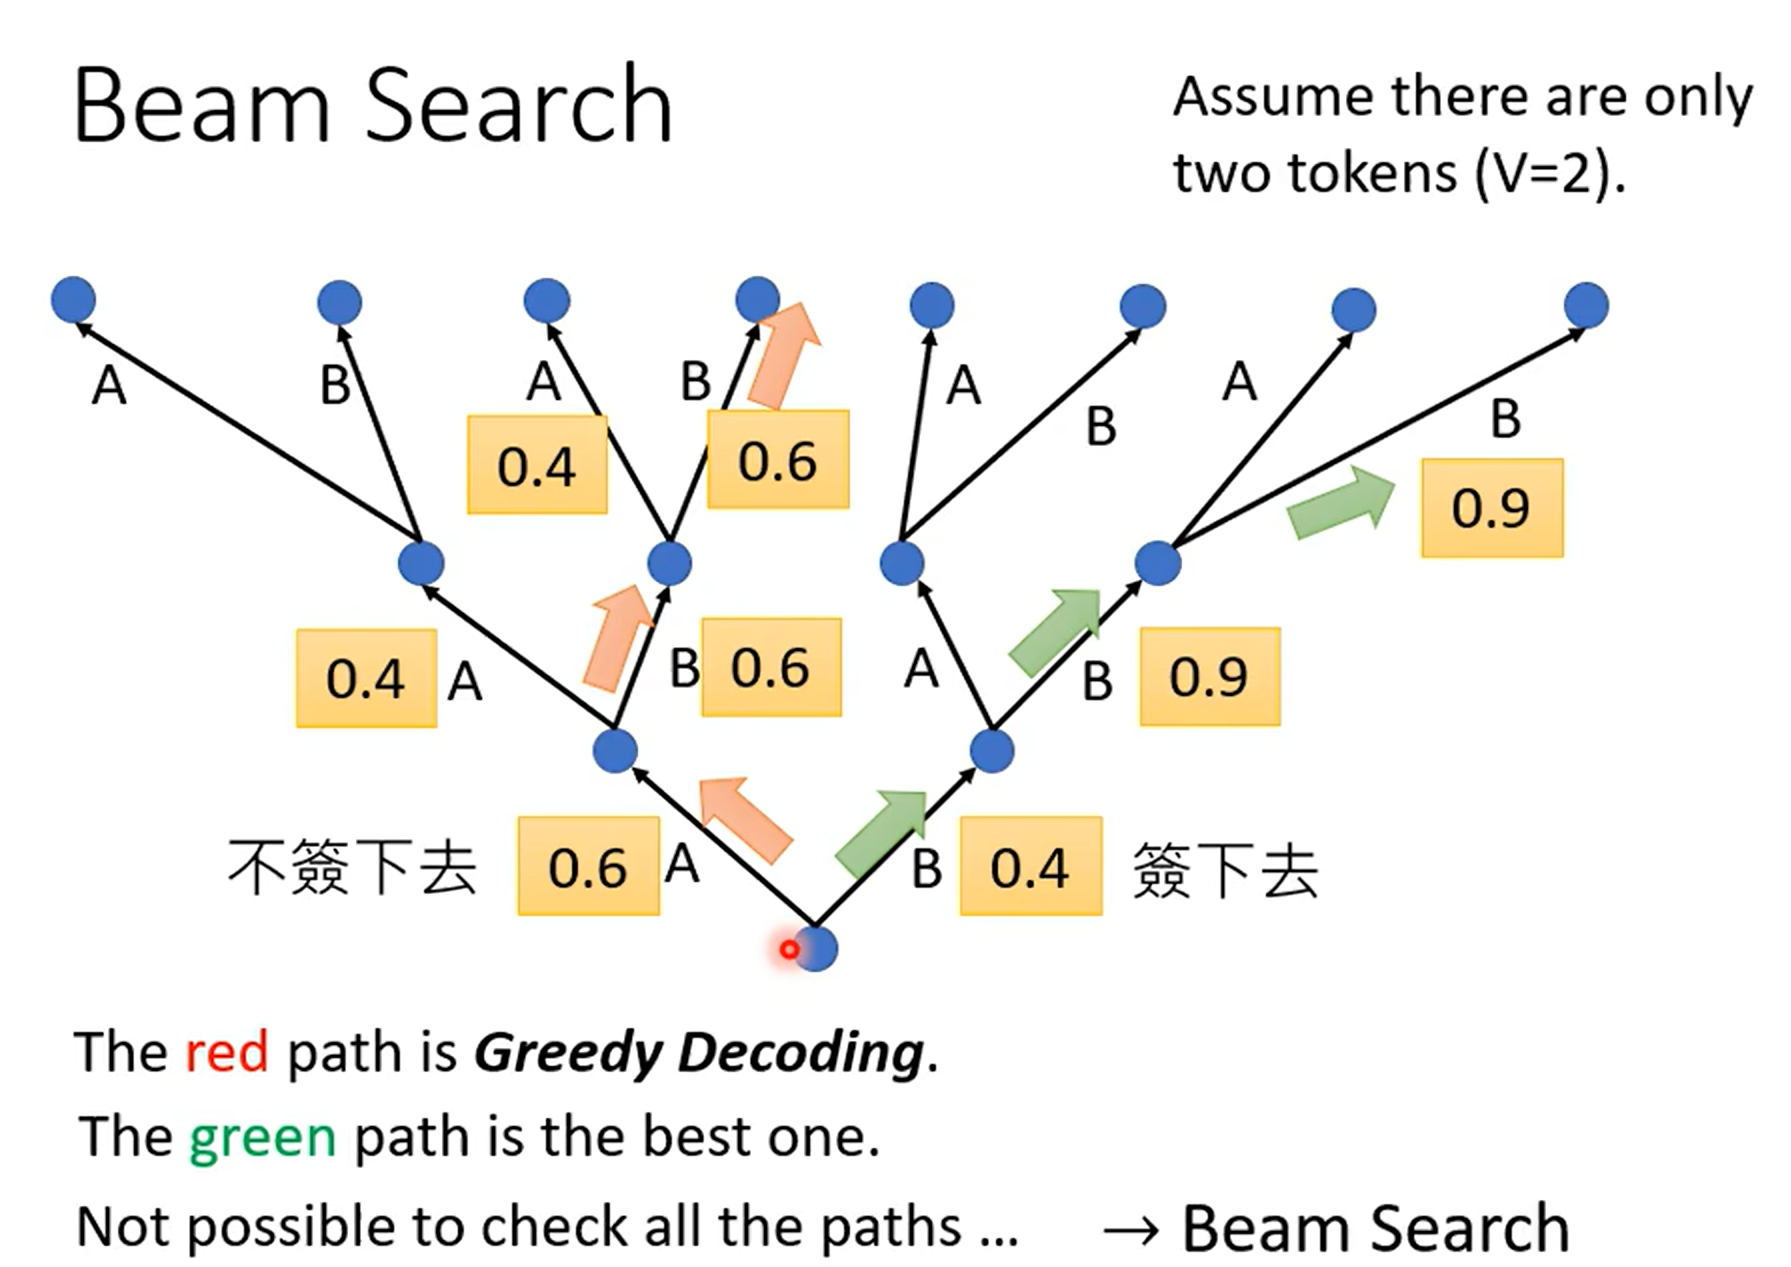 Beam Search
Assume there are only
two tokens (V=2).
A
B
A
B
A
B
A
B
0.4
0.6
0.9
0.4
A
B
0.6
A
B
0.9
不簽下去
0.6
A
B
0.4
簽下去
The red path is Greedy Decoding.
The green path is the best one.
Not possible to check all the paths ...
→ Beam Search